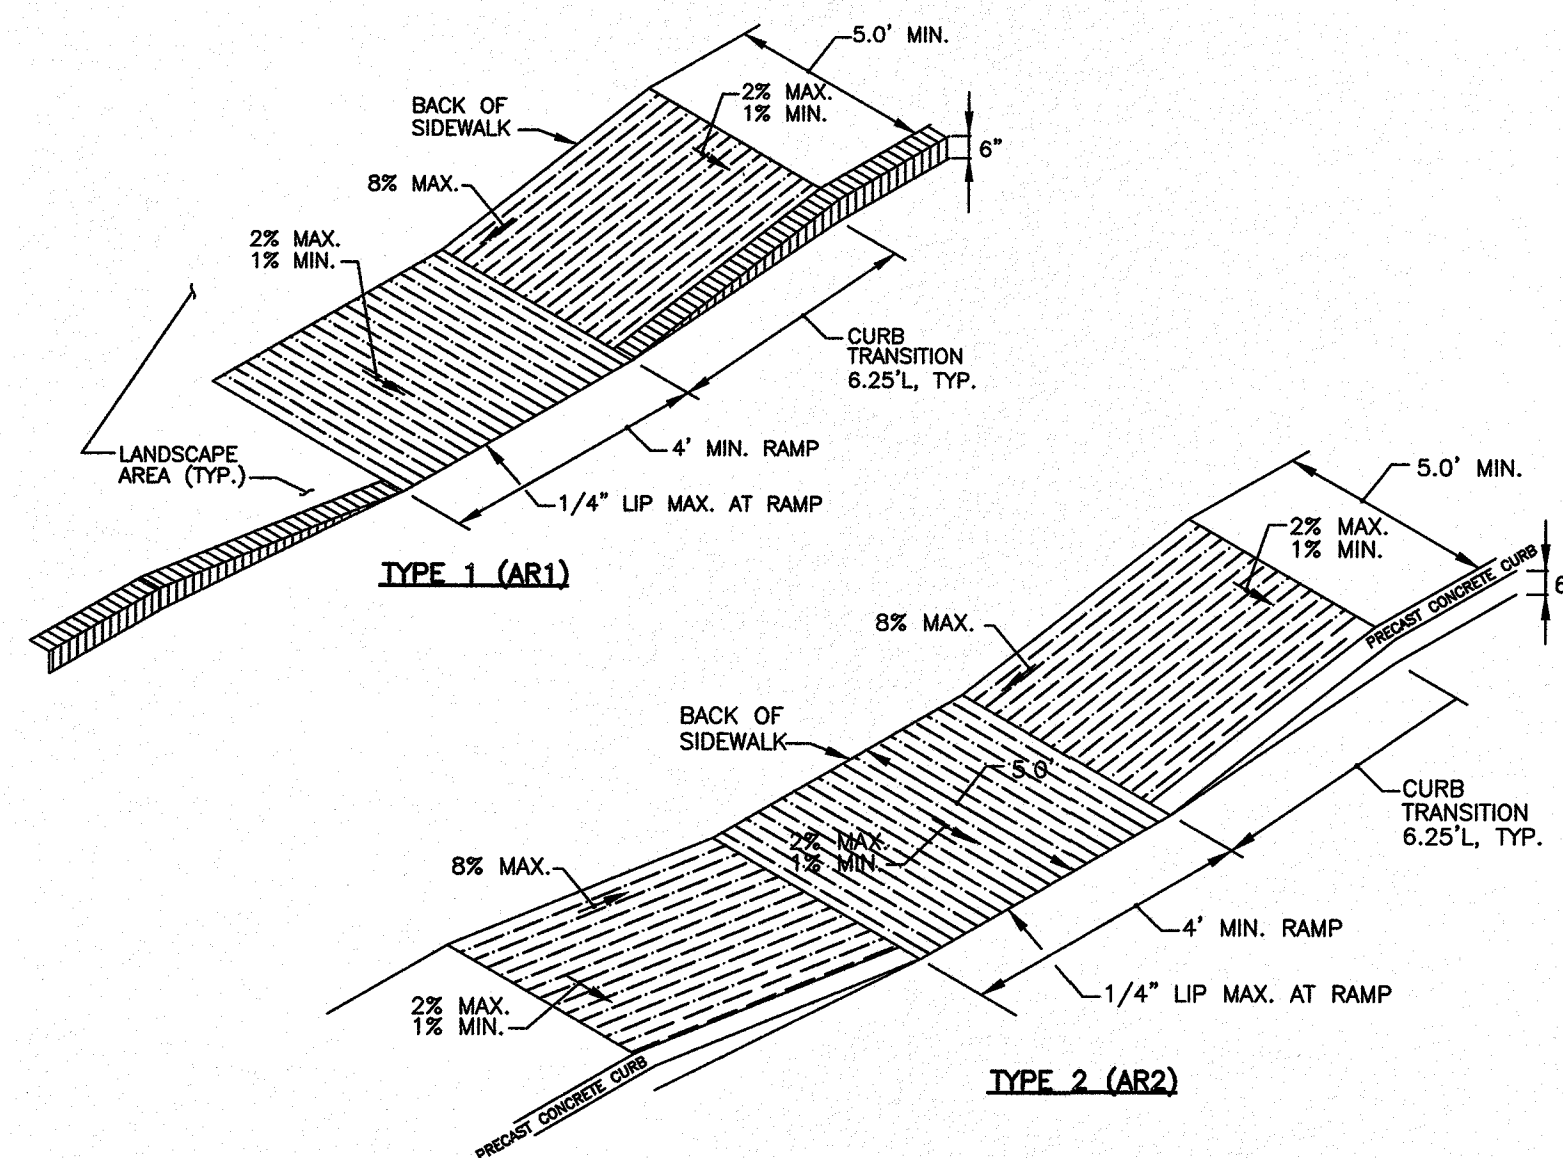 5.0' MIN.
2% MAX.
1% MIN.
BACK OF
SIDEWALK
6"
8% MAX.
2% MAX.
1% MIN.
CURB
TRANSITION
6.25'L, TYP.
LANDSCAPE
AREA (TYP.)
4' MIN. RAMP
1/4" LIP MAX. AT RAMP
TYPE 1 (AR1)
5.0' MIN.
2% MAX.
1% MIN.
PRECAST CONCRETE CURB
6
8% MAX.
BACK OF
SIDEWALK
5.0'
CURB
TRANSITION
6.25'L, TYP.
2% MAX.
1% MIN.
8% MAX.
4' MIN. RAMP
1/4" LIP MAX. AT RAMP
2% MAX.
1% MIN.
PRECAST CONCRETE CURB
TYPE 2 (AR2)